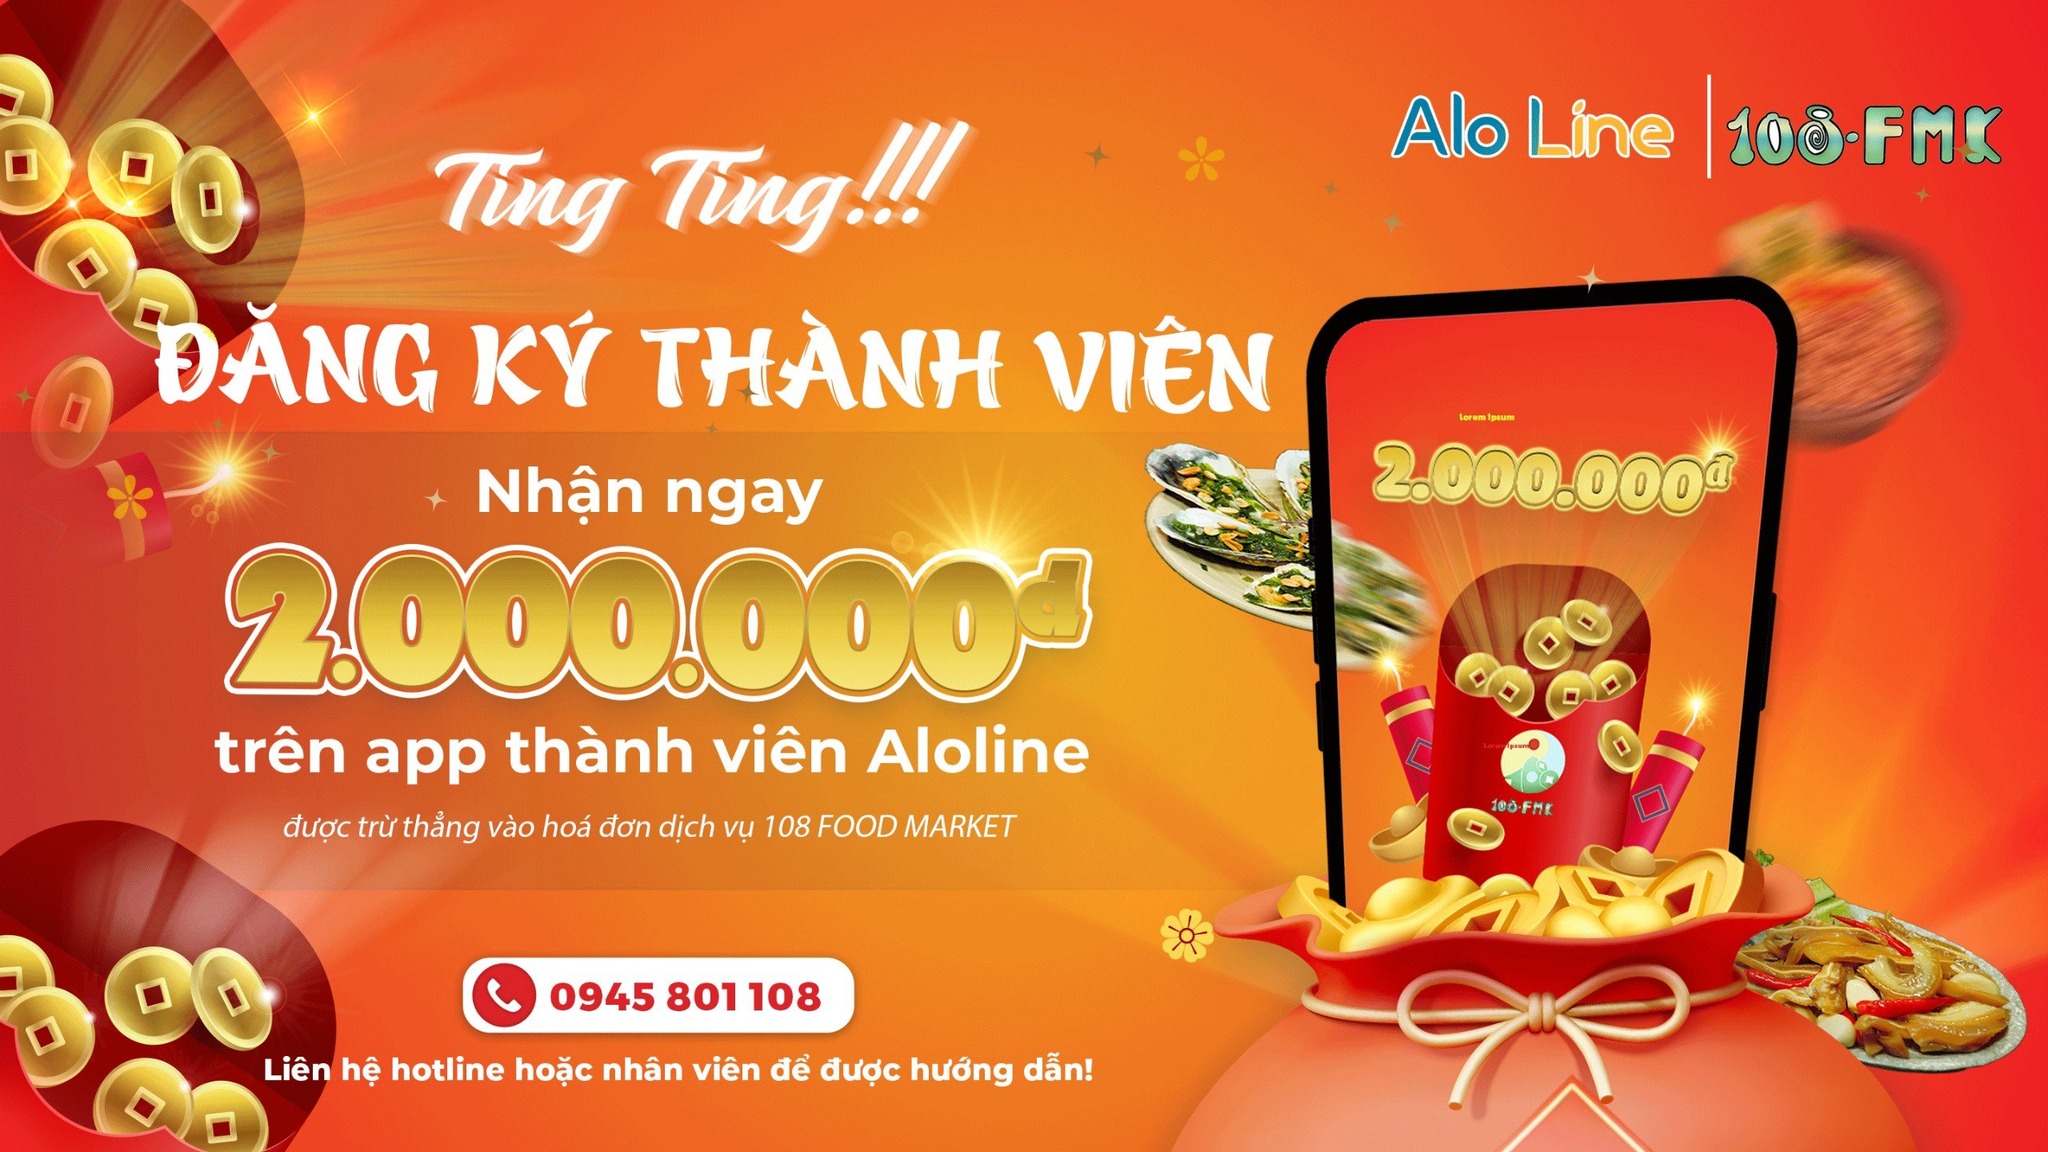 Alo Line
108·FMK
Ting Ting!!!
ĐĂNG KÝ THÀNH VIÊN
Nhận ngay
2.000.000đ
trên app thành viên Aloline
được trừ thẳng vào hoá đơn dịch vụ 108 FOOD MARKET
0945 801 108
Liên hệ hotline hoặc nhân viên để được hướng dẫn!
Lorem Ipsum
2.000.000đ
Lorem Ipsum
108·FMK